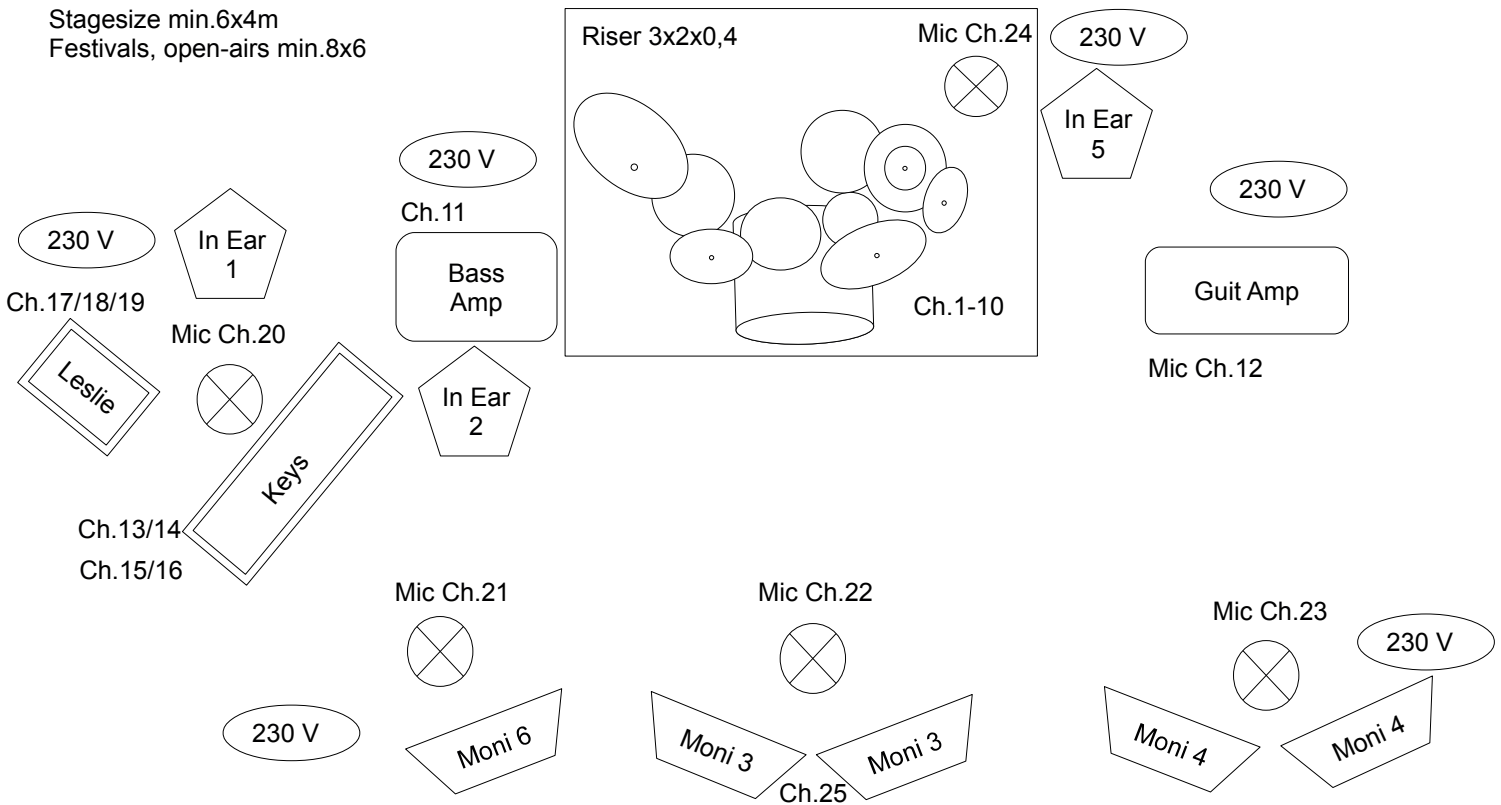 Stagesize min.6x4m
Festivals, open-airs min.8x6
Riser 3x2x0,4
Mic Ch.24
230 V
In Ear
5
230 V
Ch.11
230 V
230 V
In Ear
1
Bass
Amp
Ch.1-10
Guit Amp
Ch.17/18/19
Mic Ch.20
Mic Ch.12
Leslie
In Ear
2
Keys
Ch.13/14
Ch.15/16
Mic Ch.21
Mic Ch.22
Mic Ch.23
230 V
230 V
Moni 6
Moni 3
Moni 3
Moni 4
Moni 4
Ch.25